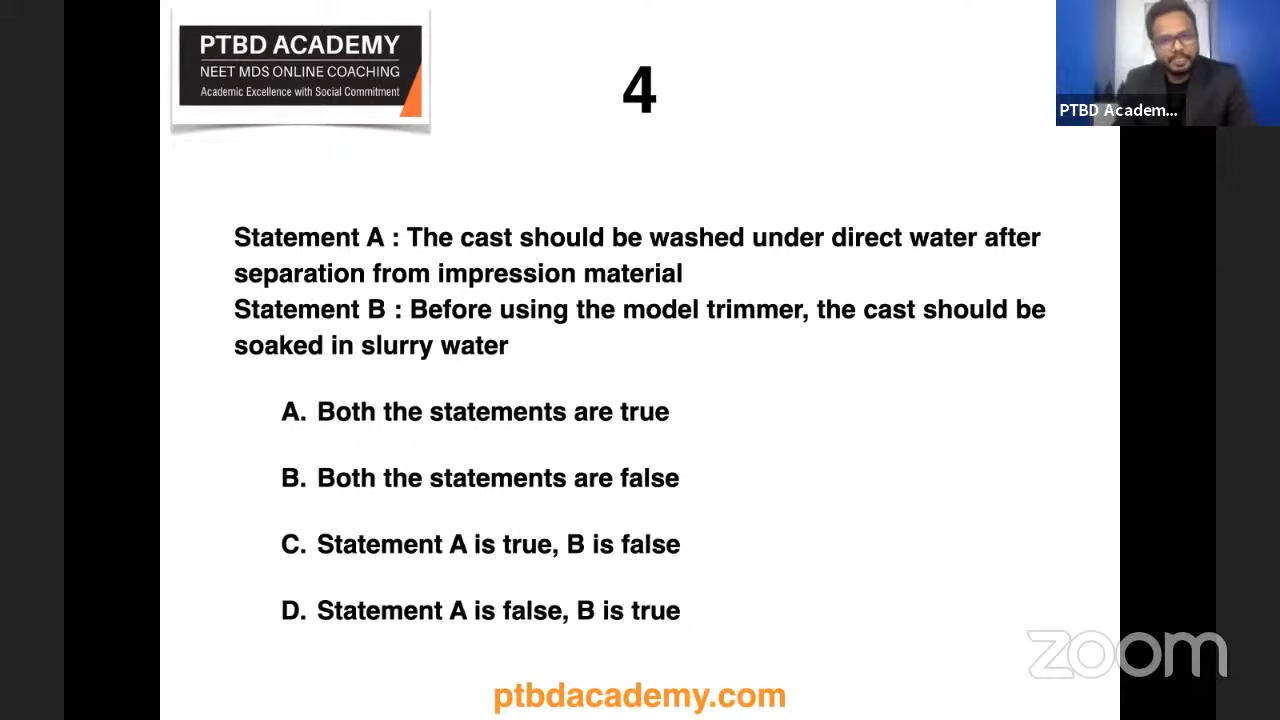 PTBD ACADEMY
NEET MDS ONLINE COACHING
Academic Excellence with Social Commitment
4
PTBD Academ...
Statement A : The cast should be washed under direct water after
separation from impression material
Statement B : Before using the model trimmer, the cast should be
soaked in slurry water
A. Both the statements are true
B. Both the statements are false
C. Statement A is true, B is false
D. Statement A is false, B is true
zoom
ptbdacademy.com